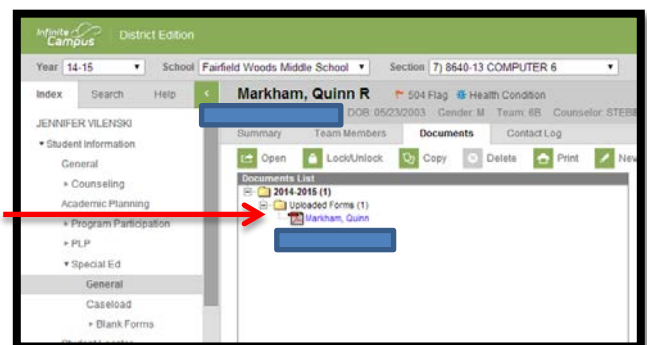 Infinite Campus District Edition
Year 14-15 School Fairfield Woods Middle School Section 7) 8640-13 COMPUTER 6
Index Search Help
Markham, Quinn R 504 Flag Health Condition
DOB: 05/23/2003 Gender: M Team: 6B Counselor: STEBB
JENNIFER VILENSKI
Summary Team Members Documents Contact Log
Student Information
General
Counseling
Academic Planning
Program Participation
PLP
Special Ed
General
Caseload
Blank Forms
Open Lock/Unlock Copy Delete Print New
Documents List
2014-2015 (1)
Uploaded Forms (1)
Markham, Quinn